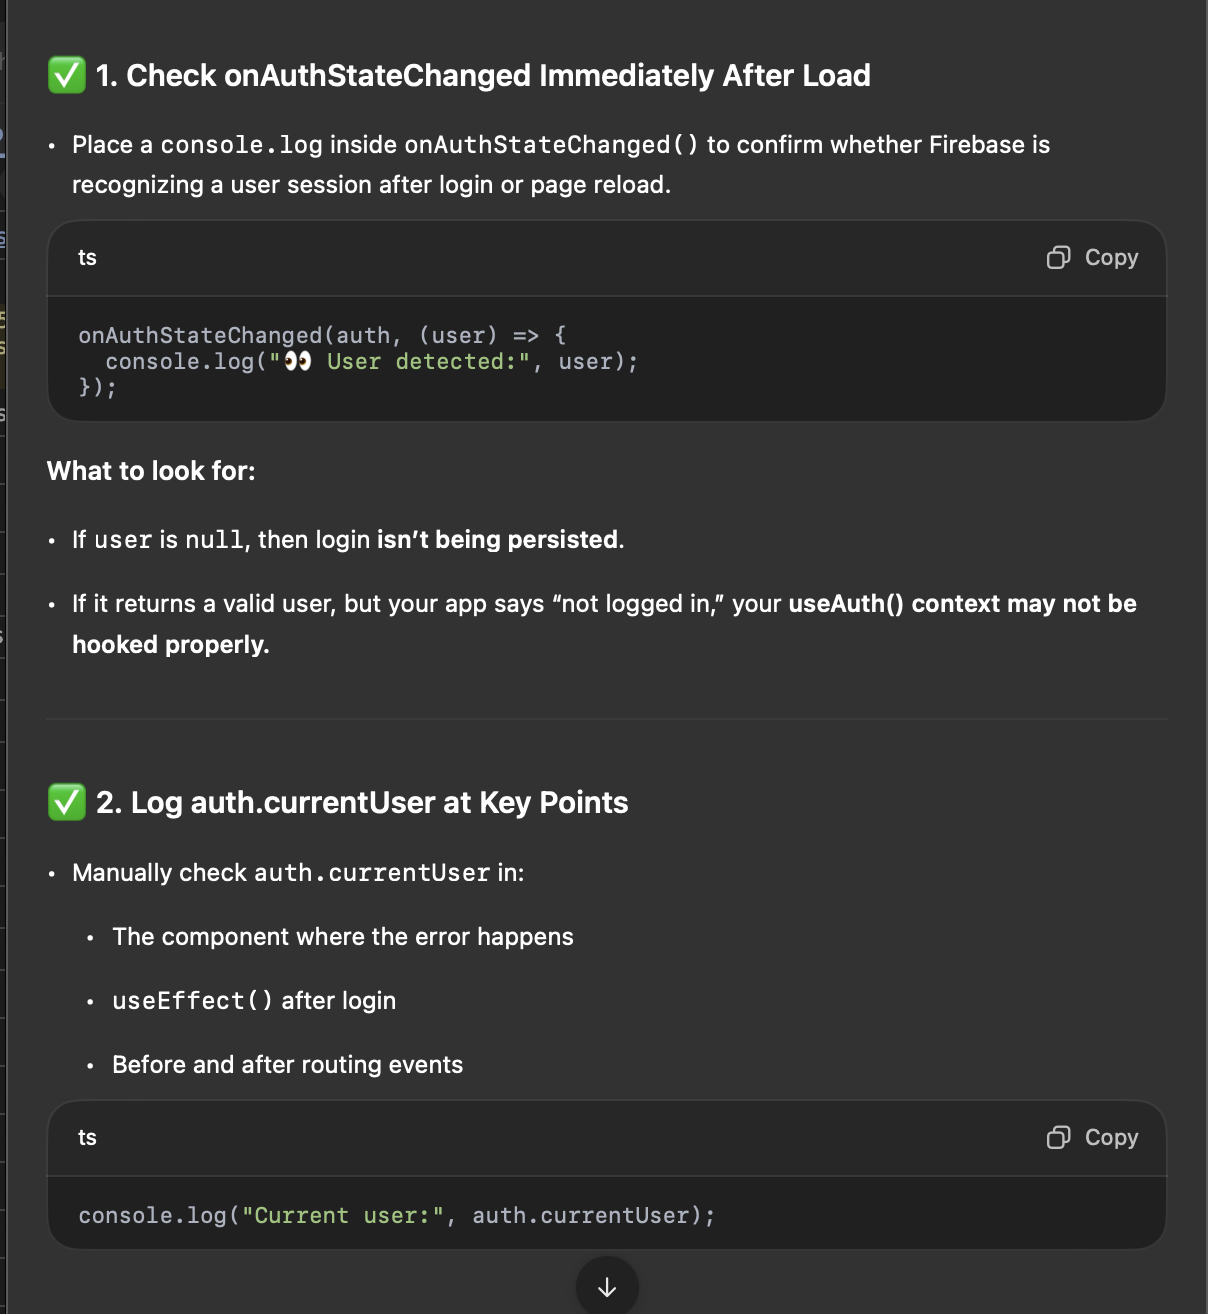 ✅ 1. Check onAuthStateChanged Immediately After Load
• Place a console.log inside onAuthStateChanged() to confirm whether Firebase is
recognizing a user session after login or page reload.
ts
Copy
onAuthStateChanged(auth, (user) => {
  console.log("👀 User detected:", user);
});
What to look for:
• If user is null, then login isn’t being persisted.
• If it returns a valid user, but your app says “not logged in,” your useAuth() context may not be
hooked properly.
✅ 2. Log auth.currentUser at Key Points
• Manually check auth.currentUser in:
• The component where the error happens
• useEffect() after login
• Before and after routing events
ts
Copy
console.log("Current user:", auth.currentUser);